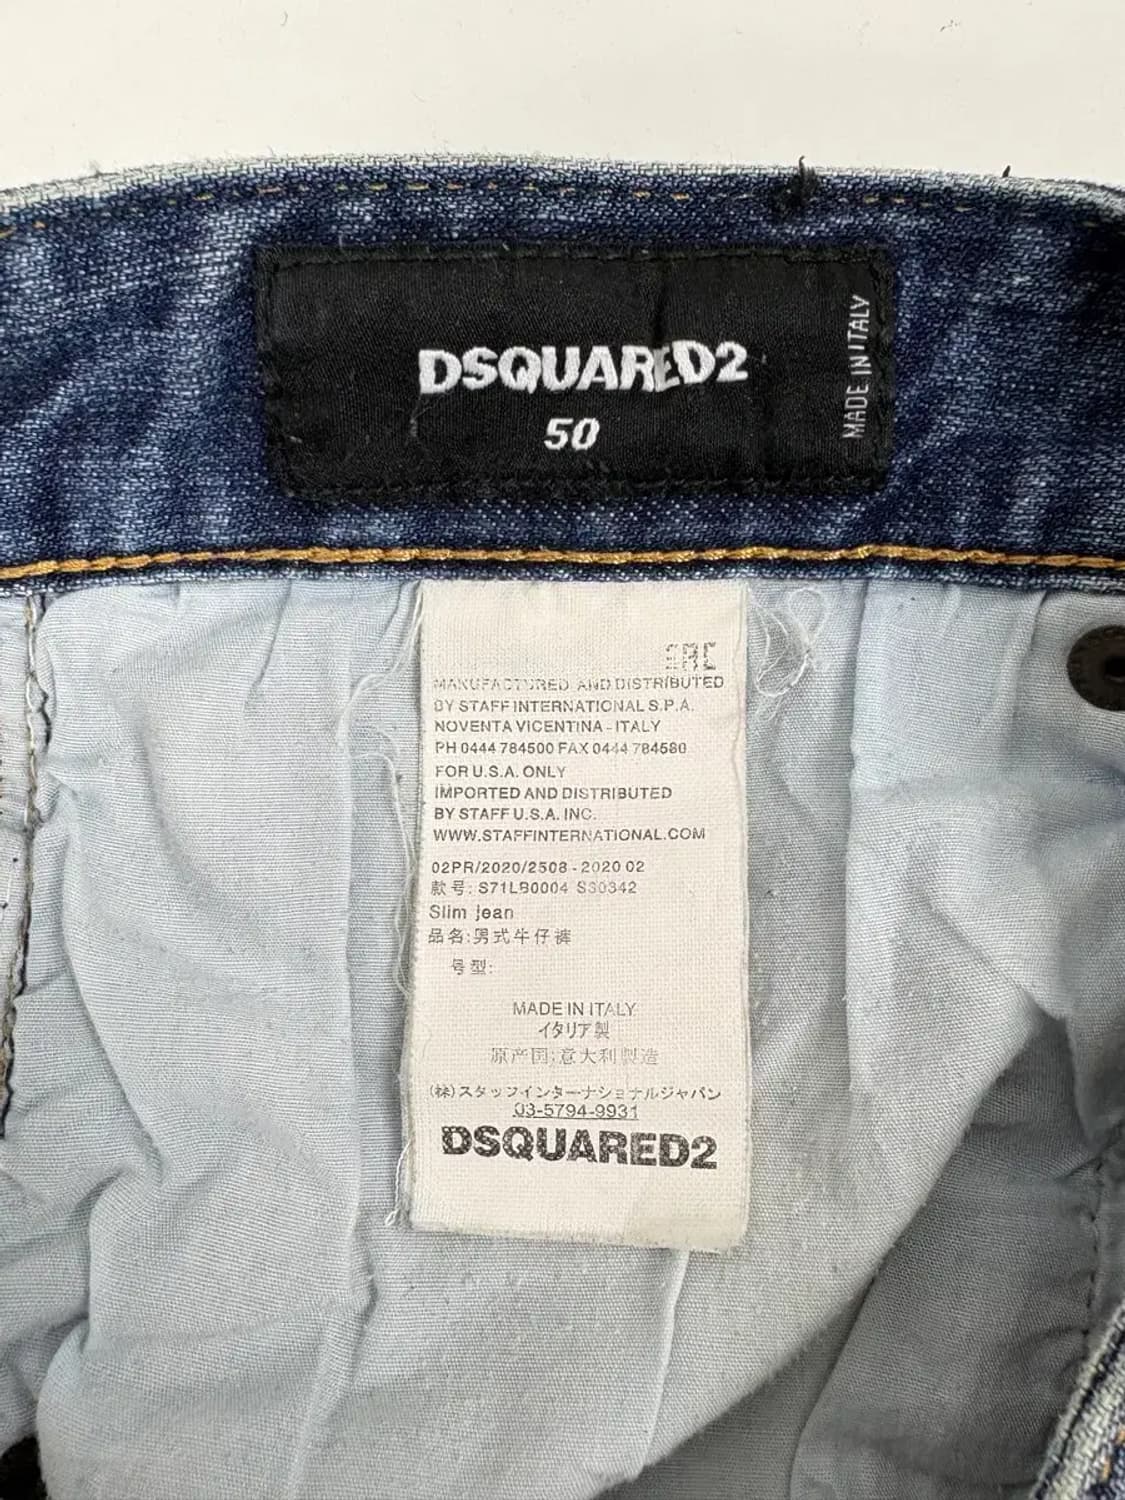 DSQUARED2
50
MADE IN ITALY
EAC
MANUFACTURED AND DISTRIBUTED
BY STAFF INTERNATIONAL S.P.A.
NOVENTA VICENTINA - ITALY
PH 0444 784500 FAX 0444 784580
FOR U.S.A. ONLY
IMPORTED AND DISTRIBUTED
BY STAFF U.S.A. INC.
WWW.STAFFINTERNATIONAL.COM
02PR/2020/2508 - 2020 02
款号: S71LB0004 S30342
Slim jean
品名:男式牛仔裤
号型:
MADE IN ITALY
イタリア製
原产国:意大利製造
(株)スタッフインターナショナルジャパン
03-5794-9931
DSQUARED2